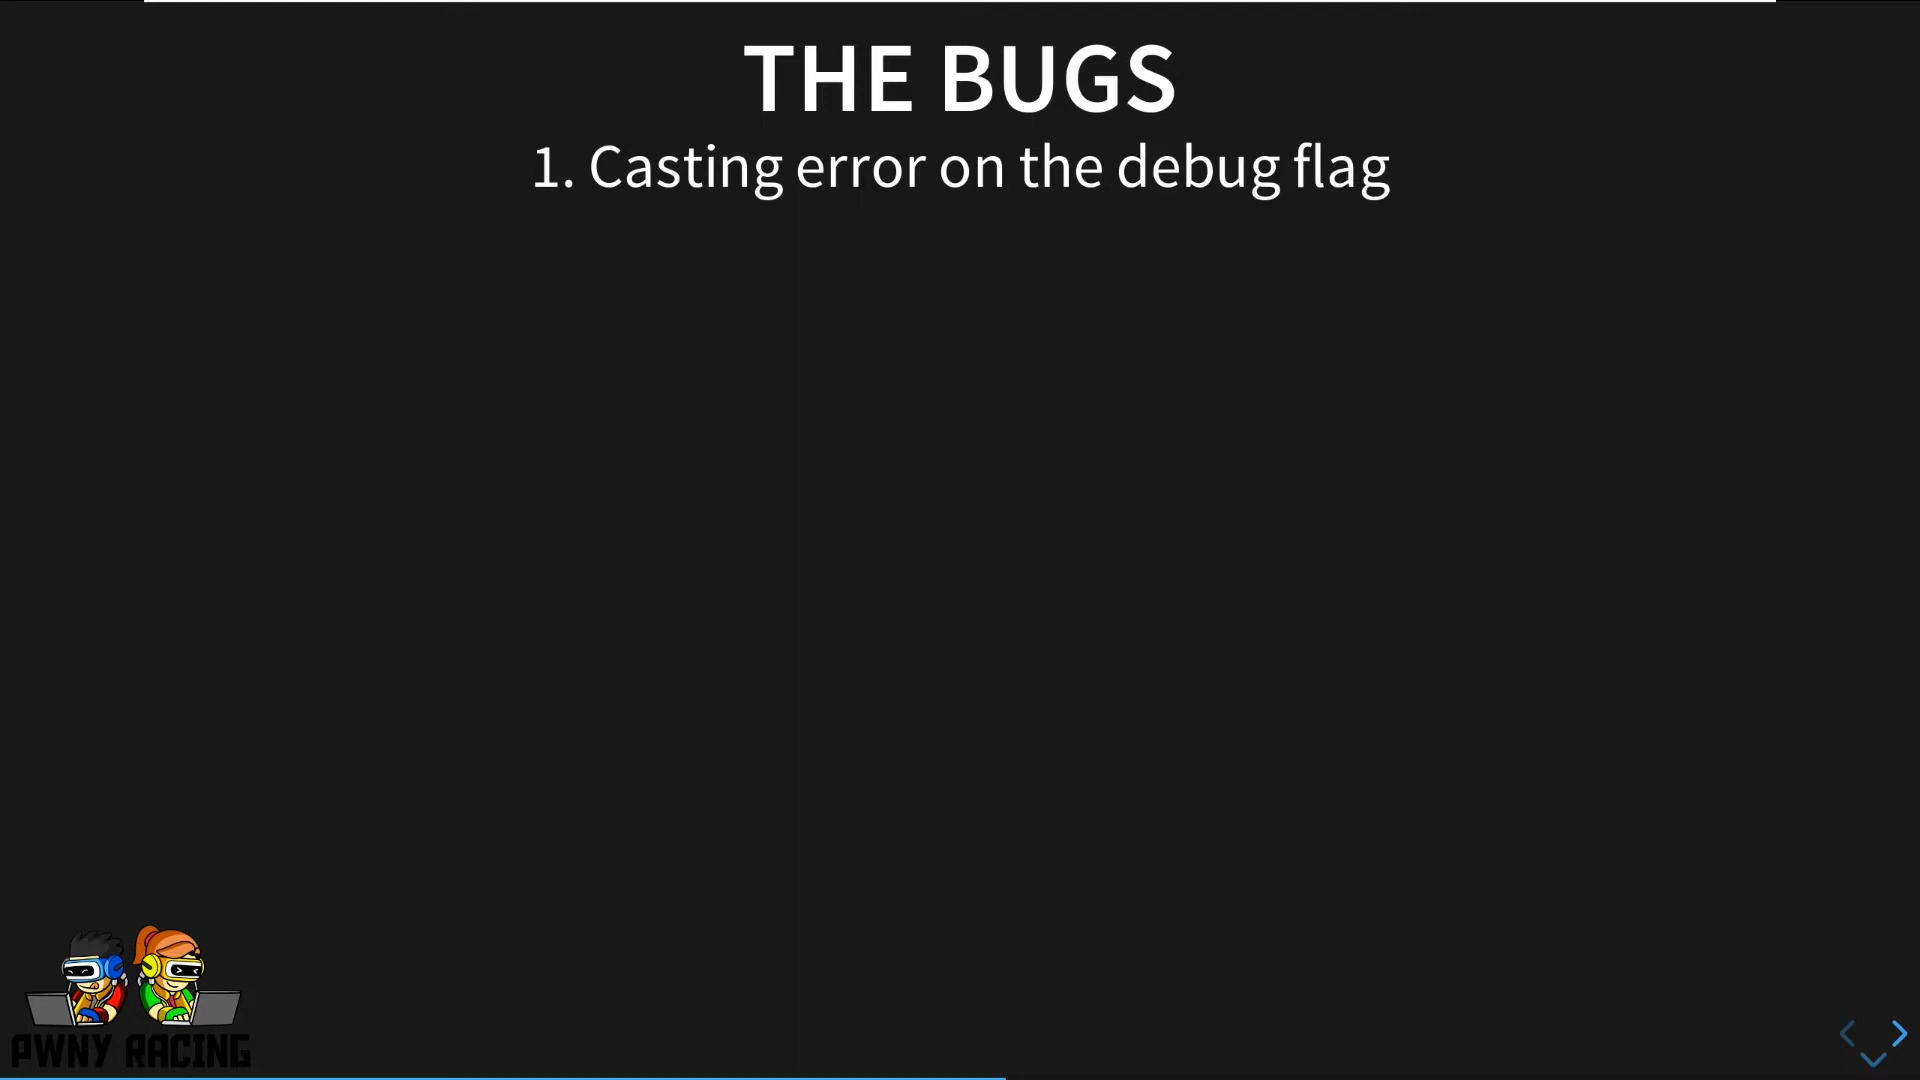 THE BUGS
1. Casting error on the debug flag
PWNY RACING